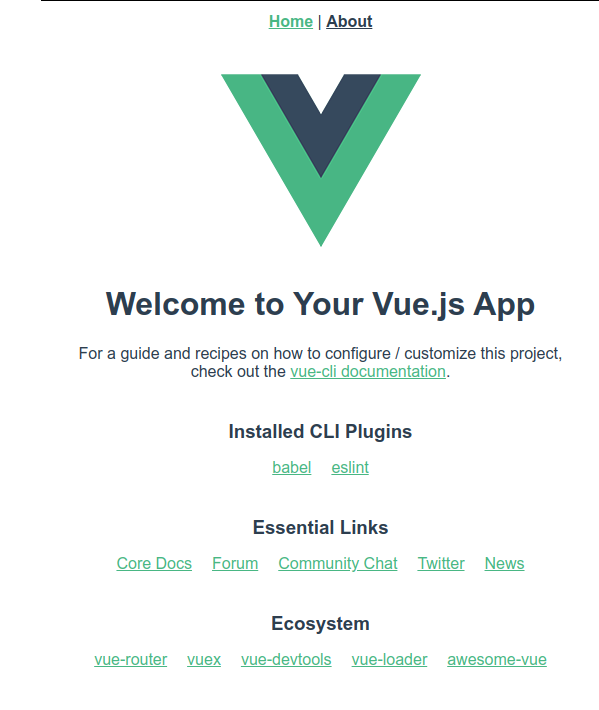 Home | About
Welcome to Your Vue.js App
For a guide and recipes on how to configure / customize this project,
check out the vue-cli documentation.
Installed CLI Plugins
babel eslint
Essential Links
Core Docs Forum Community Chat Twitter News
Ecosystem
vue-router vuex vue-devtools vue-loader awesome-vue